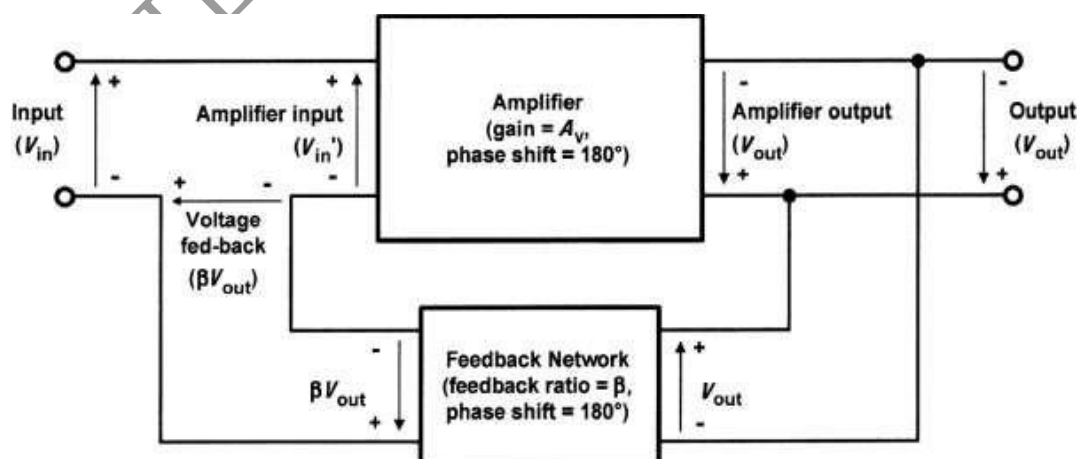 +
-
Input
(Vin)
+
-
Amplifier input
(Vin')
+
-
Voltage
fed-back
(βVout)
Amplifier
(gain = Av,
phase shift = 180°)
-
+
Amplifier output
(Vout)
-
+
Output
(Vout)
-
+
βVout
Feedback Network
(feedback ratio = β,
phase shift = 180°)
+
-
Vout